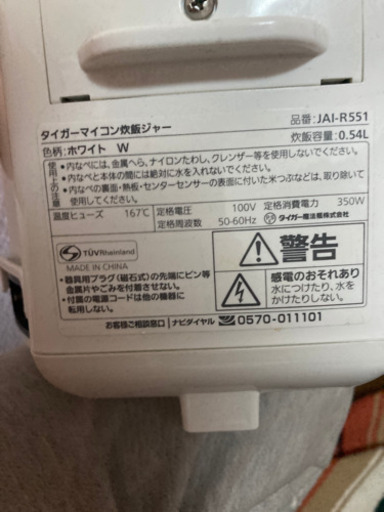 タイガーマイコン炊飯ジャー 品番: JAI-R551
色柄:ホワイト W 炊飯容量:0.54L
使用上の注意
・内なべには、金属へら、ナイロンたわし、クレンザー等を使用しないでください。
・内なべと本体の間には絶対に水を入れないでください。
・内なべの裏面・熱板・センターセンサーの表面に付いた米つぶなどは、取り除いてご使用ください。
温度ヒューズ 167℃ 定格電圧 100V 定格消費電力 350W
定格周波数 50-60Hz タイガー魔法瓶株式会社
TÜVRheinland
MADE IN CHINA
・器具用プラグ(磁石式)の先端にピン等金属片やごみを付着させない。
・付属の電源コードは他の機器に転用しない。
警告
感電のおそれあり
水につけたり、水をかけたりしない。
お客様ご相談窓口 ナビダイヤル 0570-011101